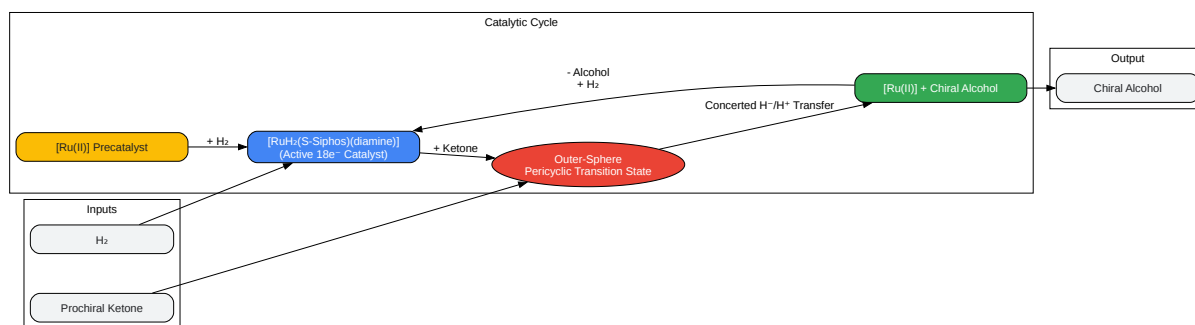 Catalytic Cycle
Output
- Alcohol
+ H₂
[Ru(II)] + Chiral Alcohol
Chiral Alcohol
Concerted H⁻/H⁺ Transfer
[Ru(II)] Precatalyst
+ H₂
[RuH₂(S-Siphos)(diamine)]
(Active 18e⁻ Catalyst)
+ Ketone
Outer-Sphere
Pericyclic Transition State
Inputs
H₂
Prochiral Ketone